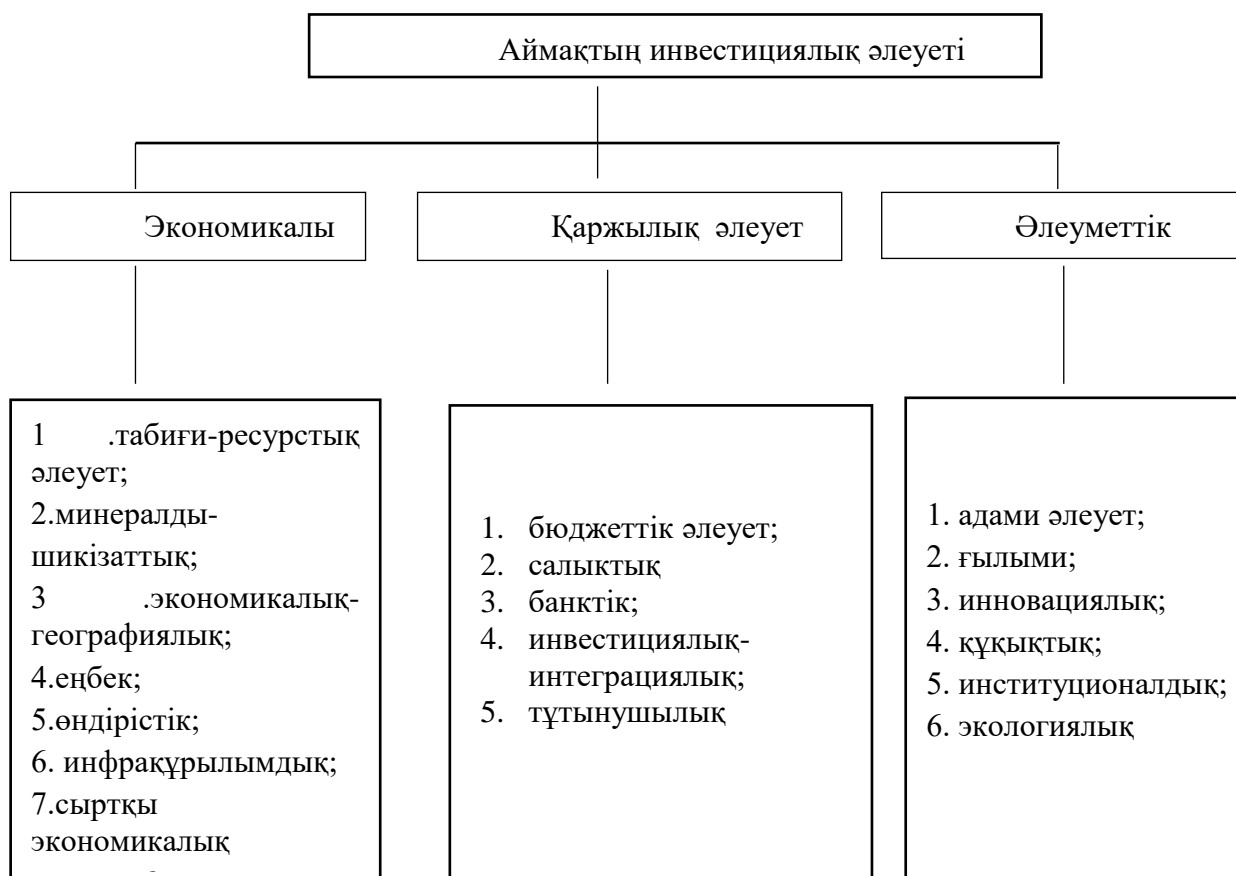 Аймақтың инвестициялық әлеуеті
Экономикалы
Қаржылық әлеует
Әлеуметтік
1 .табиғи-ресурстық
әлеует;
2.минералды-
шикізаттық;
3 .экономикалық-
географиялық;
4.еңбек;
5.өндірістік;
6. инфрақұрылымдық;
7.сыртқы
экономикалық
1. бюджеттік әлеует;
2. салыктық
3. банктік;
4. инвестициялық-
интеграциялық;
5. тұтынушылық
1. адами әлеует;
2. ғылыми;
3. инновациялық;
4. құқықтық;
5. институционалдық;
6. экологиялық